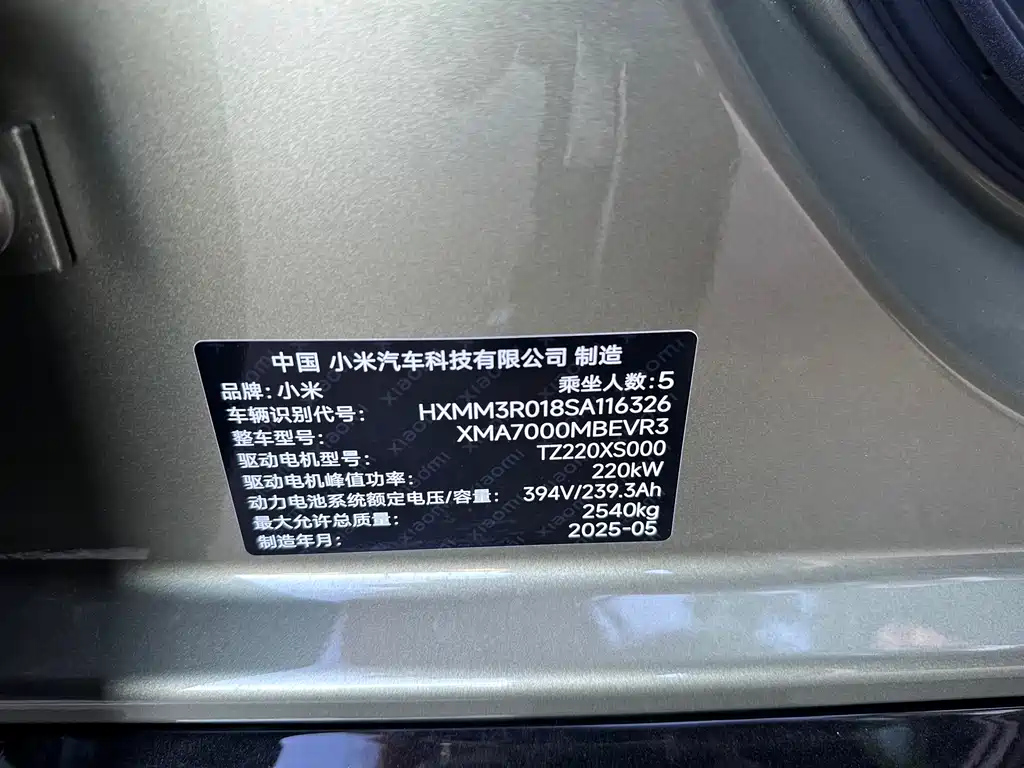 中国 小米汽车科技有限公司 制造
品牌：小米 乘坐人数：5
车辆识别代号： HXMM3R018SA116326
整车型号： XMA7000MBEVR3
驱动电机型号： TZ220XS000
驱动电机峰值功率： 220kW
动力电池系统额定电压/容量： 394V/239.3Ah
最大允许总质量： 2540kg
制造年月： 2025-05